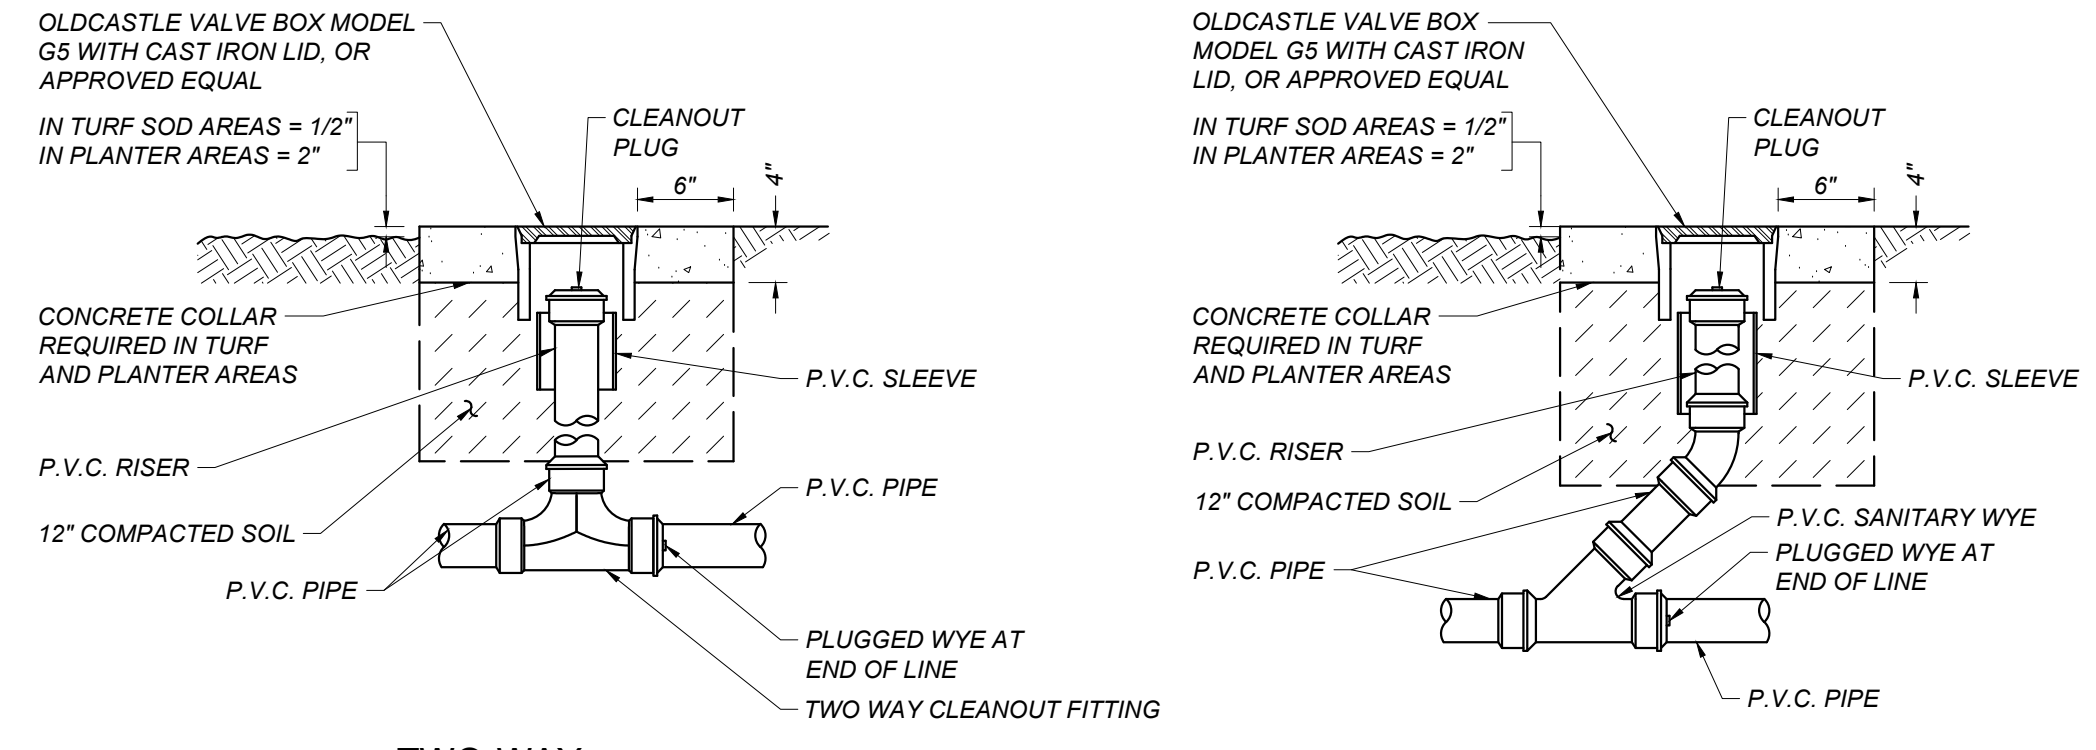 OLDCASTLE VALVE BOX MODEL
G5 WITH CAST IRON LID, OR
APPROVED EQUAL
IN TURF SOD AREAS = 1/2"
IN PLANTER AREAS = 2"
CLEANOUT
PLUG
6"
4"
CONCRETE COLLAR
REQUIRED IN TURF
AND PLANTER AREAS
P.V.C. SLEEVE
P.V.C. RISER
P.V.C. PIPE
12" COMPACTED SOIL
P.V.C. PIPE
PLUGGED WYE AT
END OF LINE
TWO WAY CLEANOUT FITTING
TWO WAY
OLDCASTLE VALVE BOX
MODEL G5 WITH CAST IRON
LID, OR APPROVED EQUAL
IN TURF SOD AREAS = 1/2"
IN PLANTER AREAS = 2"
CLEANOUT
PLUG
6"
4"
CONCRETE COLLAR
REQUIRED IN TURF
AND PLANTER AREAS
P.V.C. SLEEVE
P.V.C. RISER
12" COMPACTED SOIL
P.V.C. SANITARY WYE
PLUGGED WYE AT
END OF LINE
P.V.C. PIPE
P.V.C. PIPE